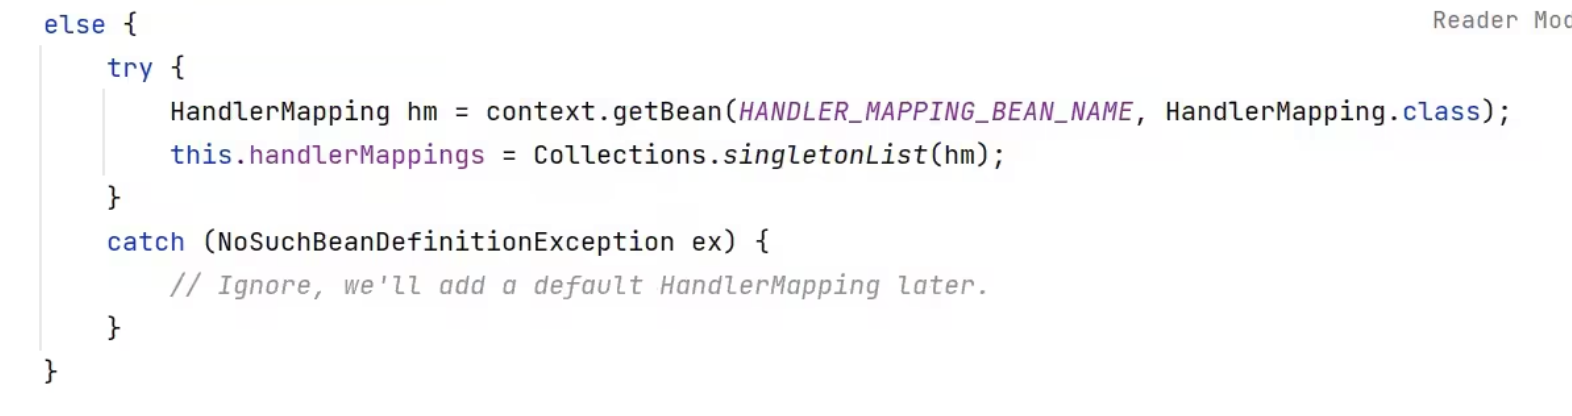 else {
Reader Mod
try {
HandlerMapping hm = context.getBean(HANDLER_MAPPING_BEAN_NAME, HandlerMapping.class);
this.handlerMappings = Collections.singletonList(hm);
}
catch (NoSuchBeanDefinitionException ex) {
// Ignore, we'll add a default HandlerMapping later.
}
}